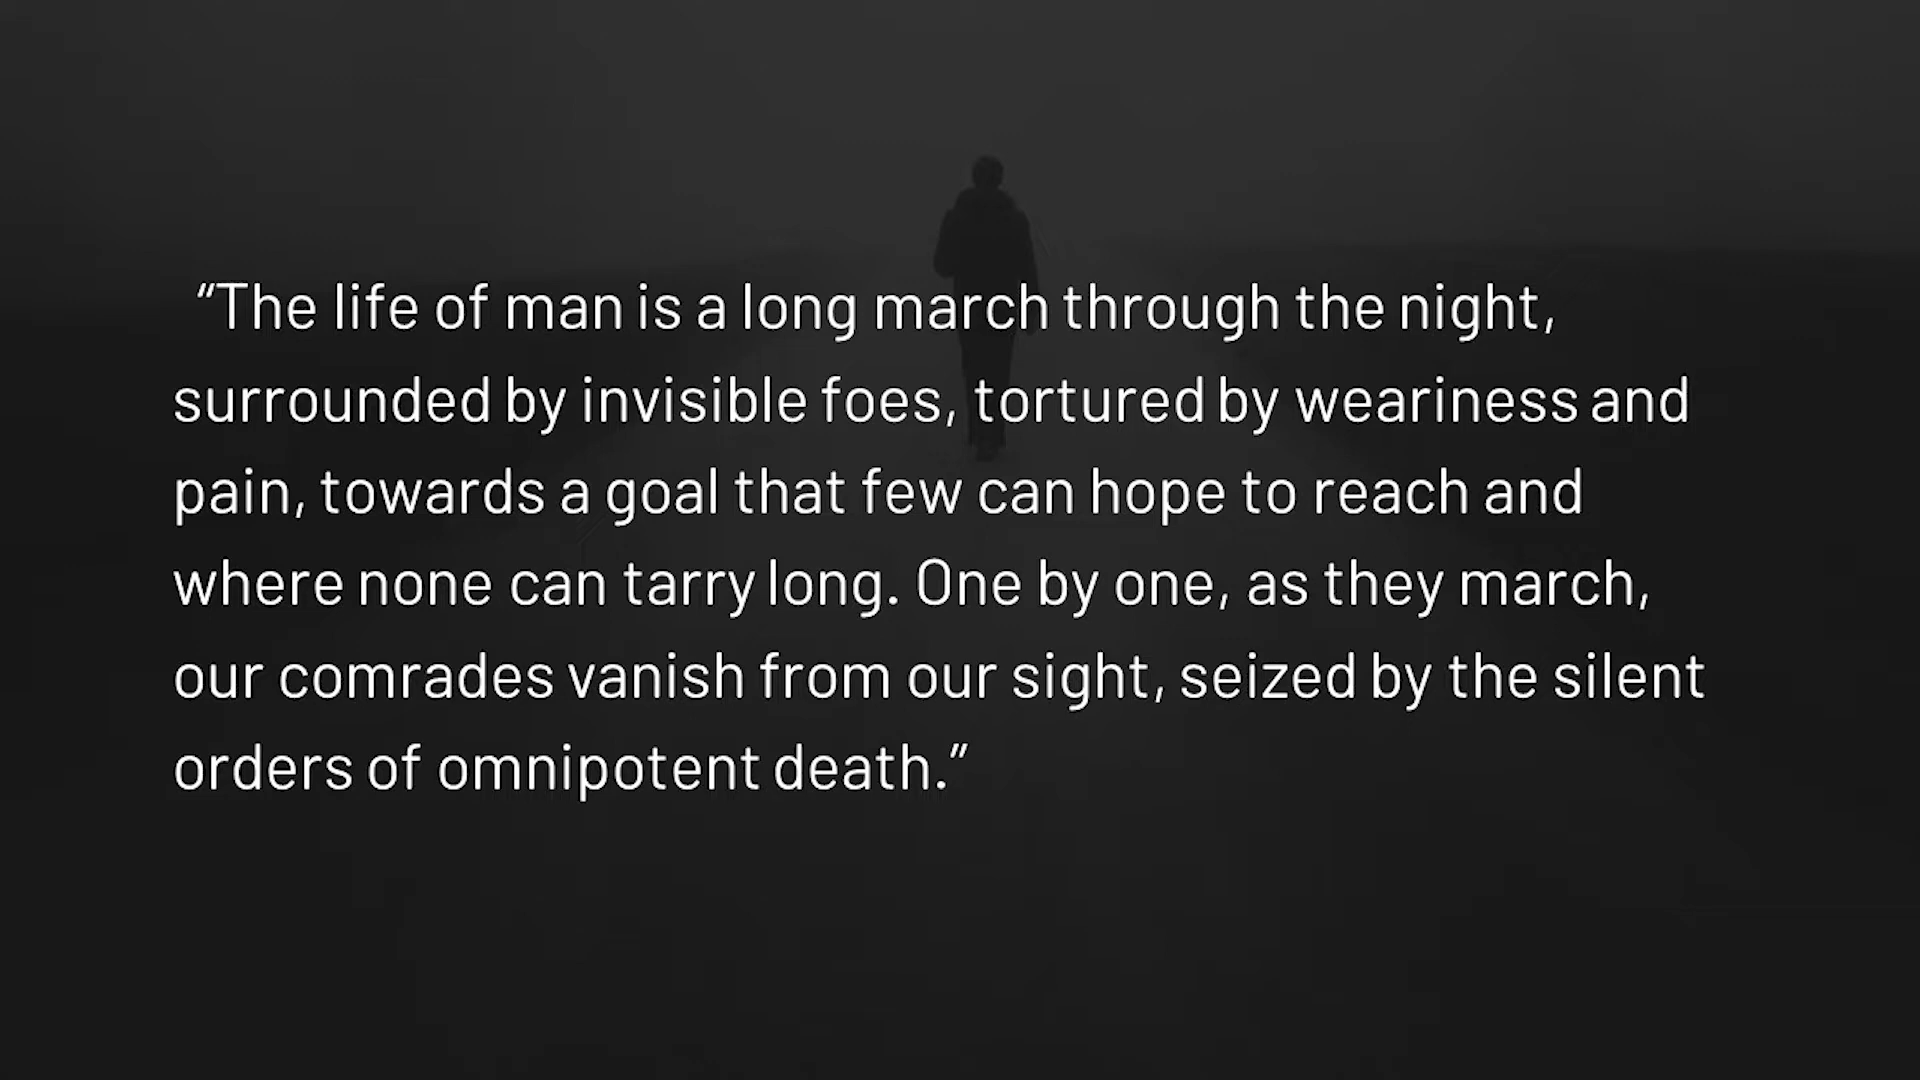 “The life of man is a long march through the night,
surrounded by invisible foes, tortured by weariness and
pain, towards a goal that few can hope to reach and
where none can tarry long. One by one, as they march,
our comrades vanish from our sight, seized by the silent
orders of omnipotent death.”